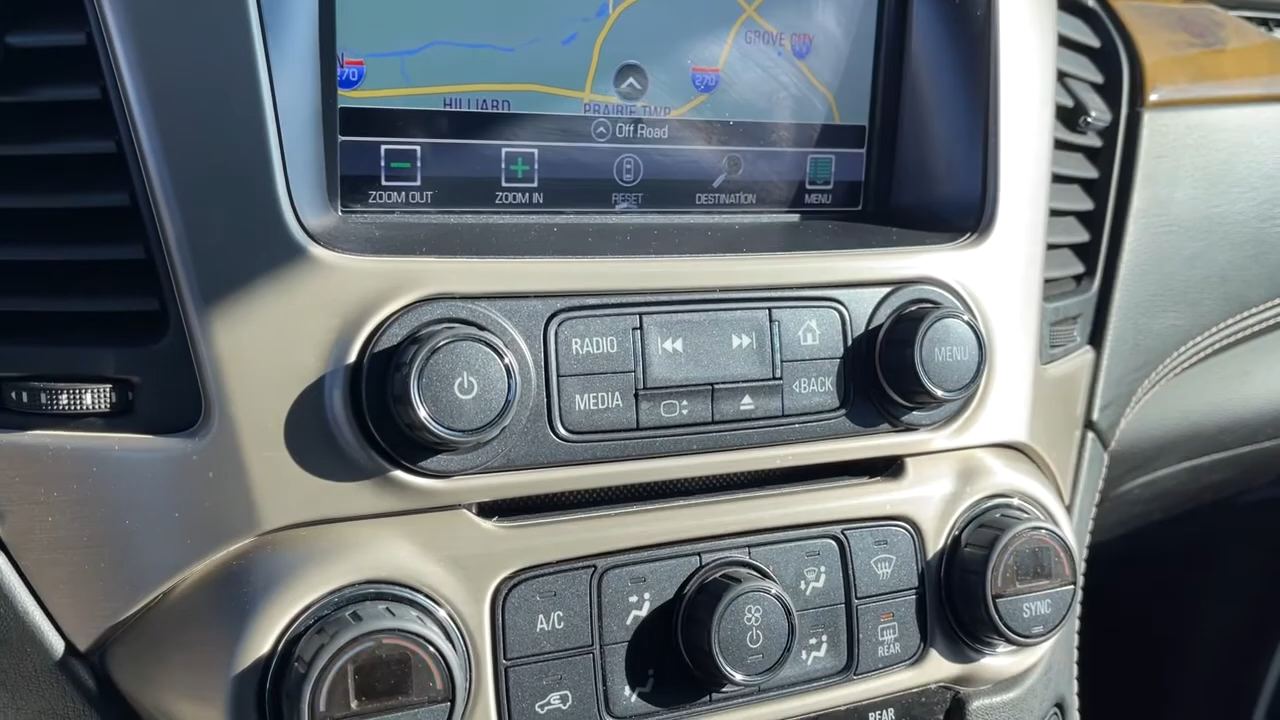 GROVE CITY
270
270
HILLIARD
PRAIRIE TWP
Off Road
ZOOM OUT
ZOOM IN
RESET
DESTINATION
MENU
RADIO
MEDIA
BACK
MENU
A/C
REAR
SYNC
REAR